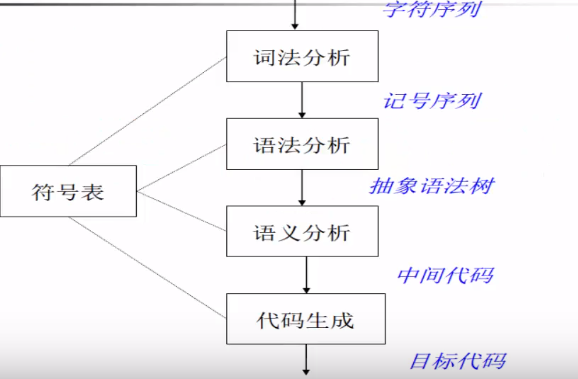 字符序列
词法分析
记号序列
语法分析
抽象语法树
符号表
语义分析
中间代码
代码生成
目标代码